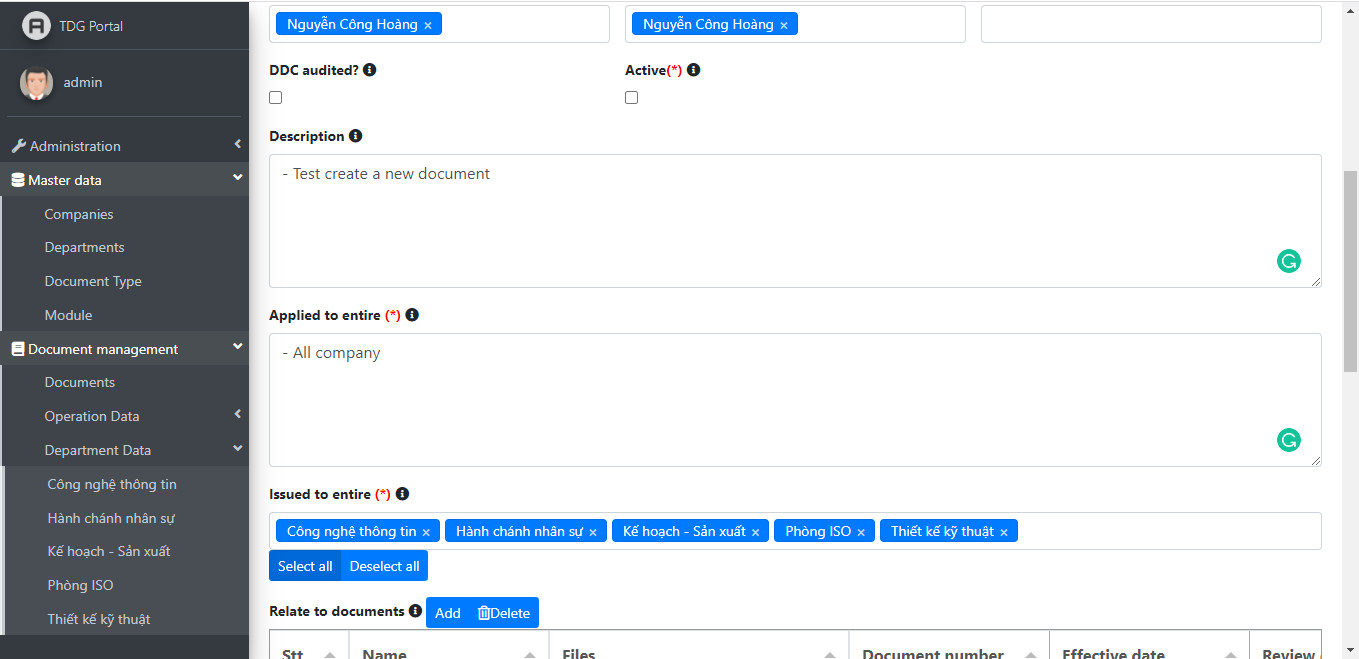 TDG Portal
admin
Administration
Master data
Companies
Departments
Document Type
Module
Document management
Documents
Operation Data
Department Data
Công nghệ thông tin
Hành chánh nhân sự
Kế hoạch - Sản xuất
Phòng ISO
Thiết kế kỹ thuật
Nguyễn Công Hoàng × Nguyễn Công Hoàng ×
DDC audited? Active(*)
Description
- Test create a new document
Applied to entire (*)
- All company
Issued to entire (*)
Công nghệ thông tin × Hành chánh nhân sự × Kế hoạch - Sản xuất × Phòng ISO × Thiết kế kỹ thuật ×
Select all Deselect all
Relate to documents Add Delete
Stt Name Files Document number Effective date Review